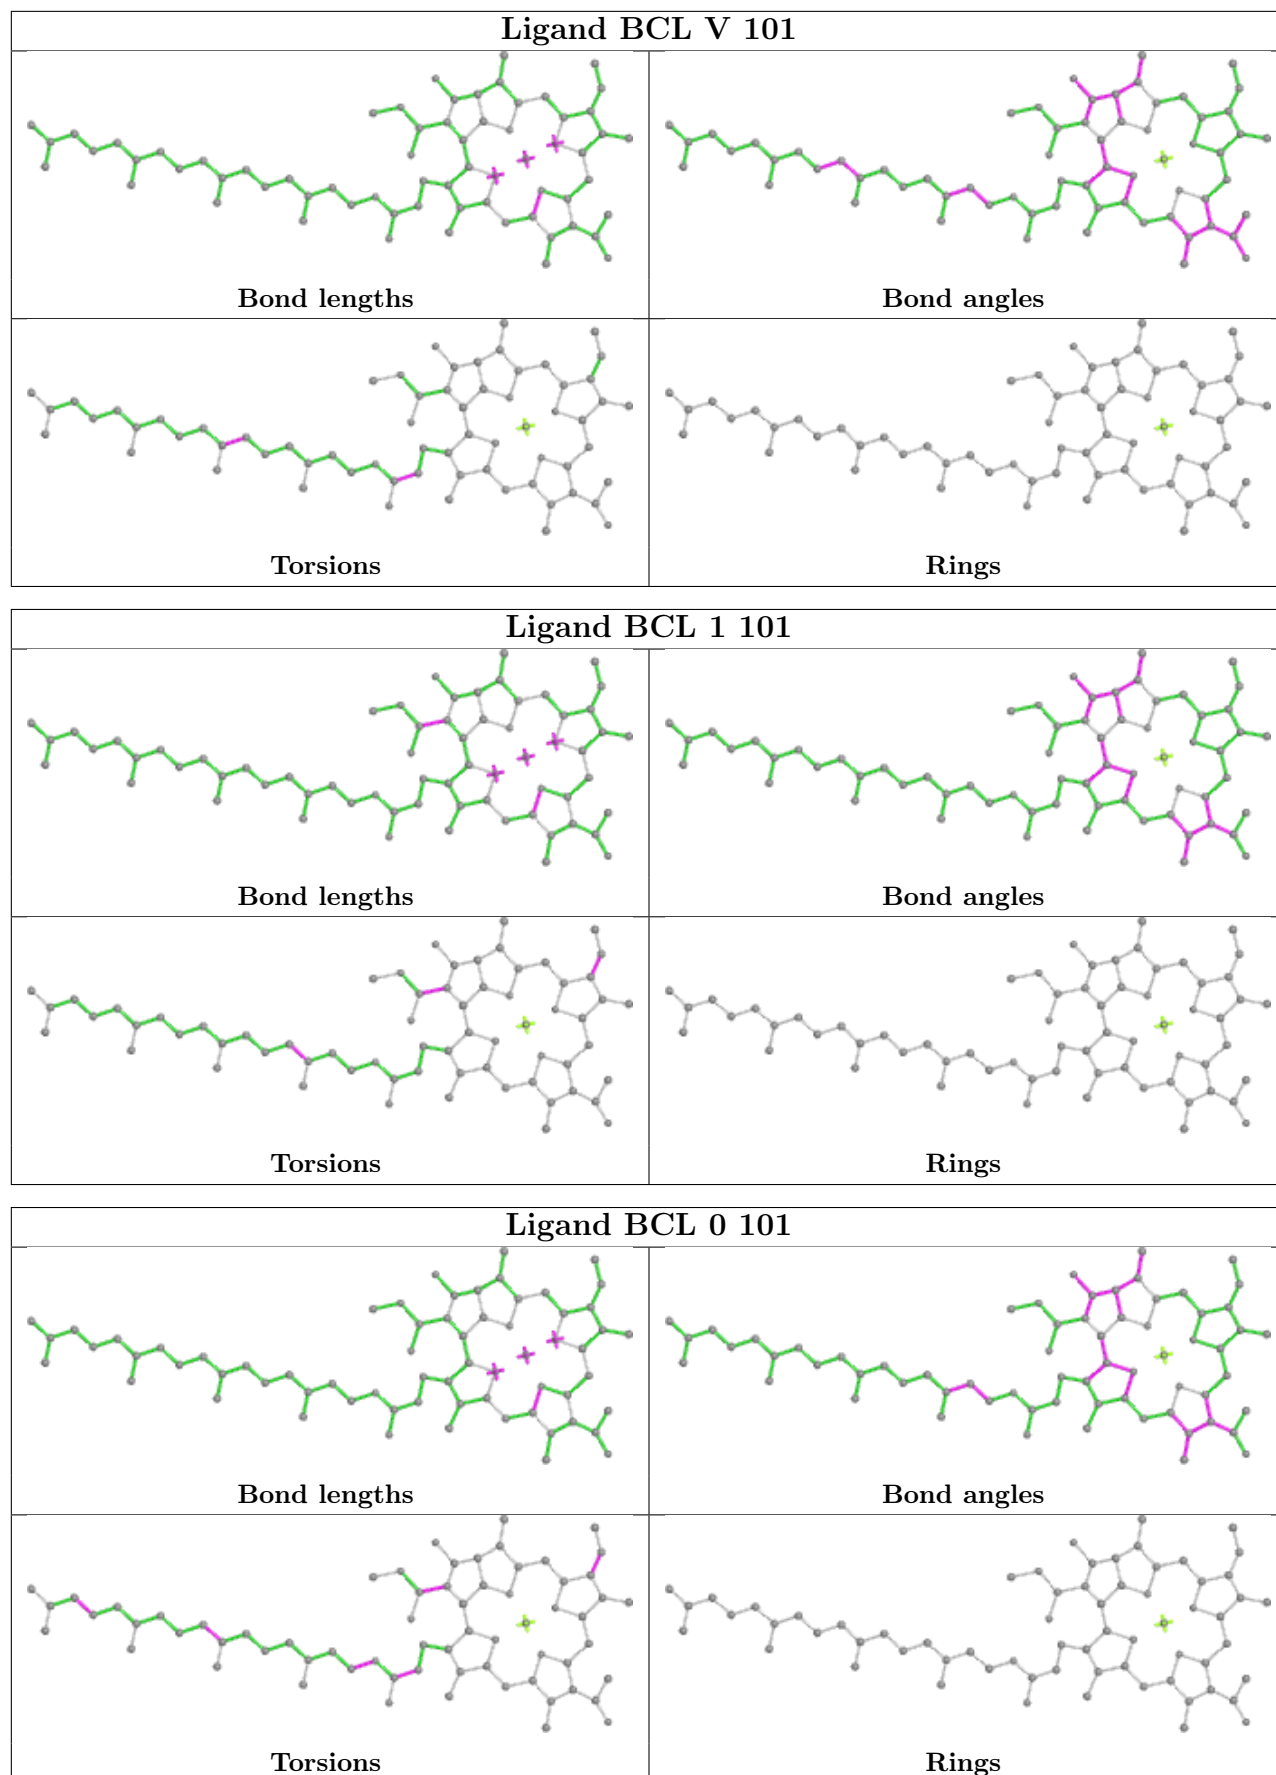 Ligand BCL V 101
Bond lengths
Bond angles
Torsions
Rings
Ligand BCL 1 101
Bond lengths
Bond angles
Torsions
Rings
Ligand BCL 0 101
Bond lengths
Bond angles
Torsions
Rings